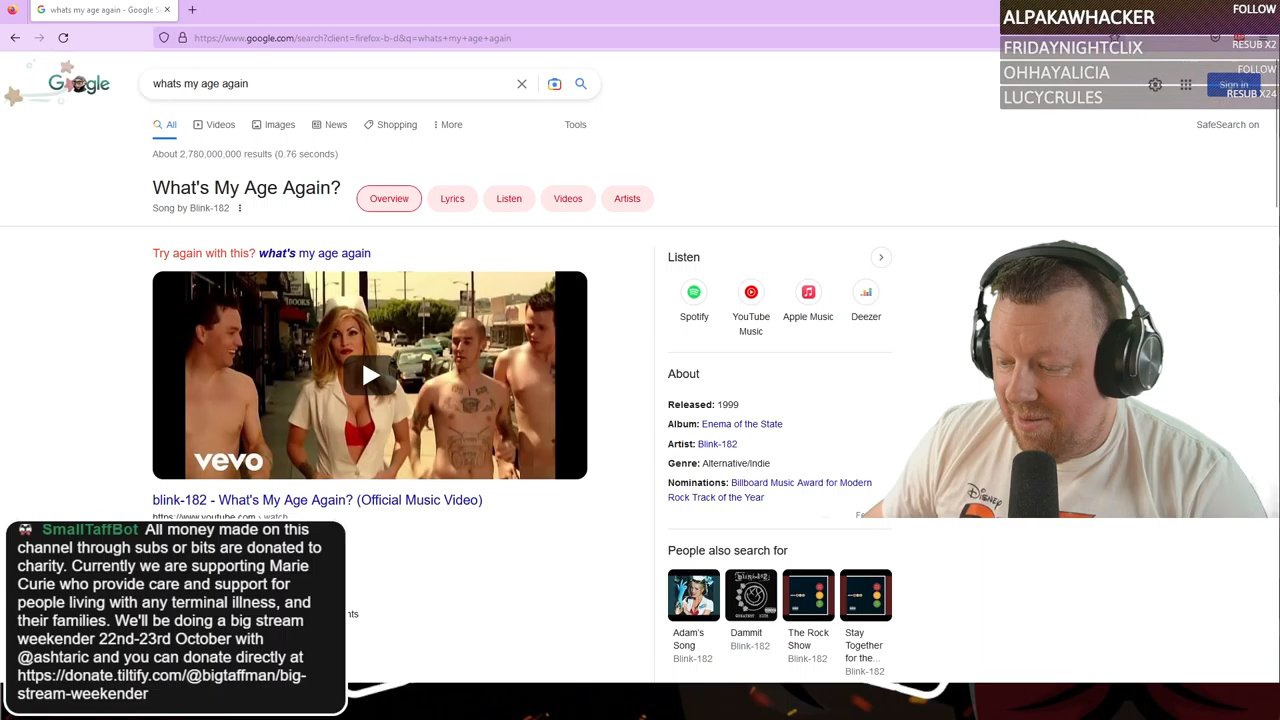 whats my age again - Google S
https://www.google.com/search?client=firefox-b-d&q=whats+my+age+again
ALPAKAWHACKER FOLLOW
FRIDAYNIGHTCLIX RESUB X2
OHHAYALICIA FOLLOW
LUCYCRULES RESUB X24
Google
whats my age again
Sign in
All
Videos
Images
News
Shopping
More
Tools
SafeSearch on
About 2,780,000,000 results (0.76 seconds)
What's My Age Again?
Song by Blink-182
Overview
Lyrics
Listen
Videos
Artists
Try again with this? what's my age again
vevo
BOOKS
blink-182 - What's My Age Again? (Official Music Video)
https://www.youtube.com › watch
Listen
Spotify
YouTube
Music
Apple Music
Deezer
About
Released: 1999
Album: Enema of the State
Artist: Blink-182
Genre: Alternative/Indie
Nominations: Billboard Music Award for Modern
Rock Track of the Year
People also search for
Adam's
Song
Blink-182
Dammit
Blink-182
The Rock
Show
Blink-182
Stay
Together
for the...
Blink-182
DISNEY
SmallTaffBot All money made on this
channel through subs or bits are donated to
charity. Currently we are supporting Marie
Curie who provide care and support for
people living with any terminal illness, and
their families. We'll be doing a big stream
weekender 22nd-23rd October with
@ashtaric and you can donate directly at
https://donate.tiltify.com/@bigtaffman/big-
stream-weekender